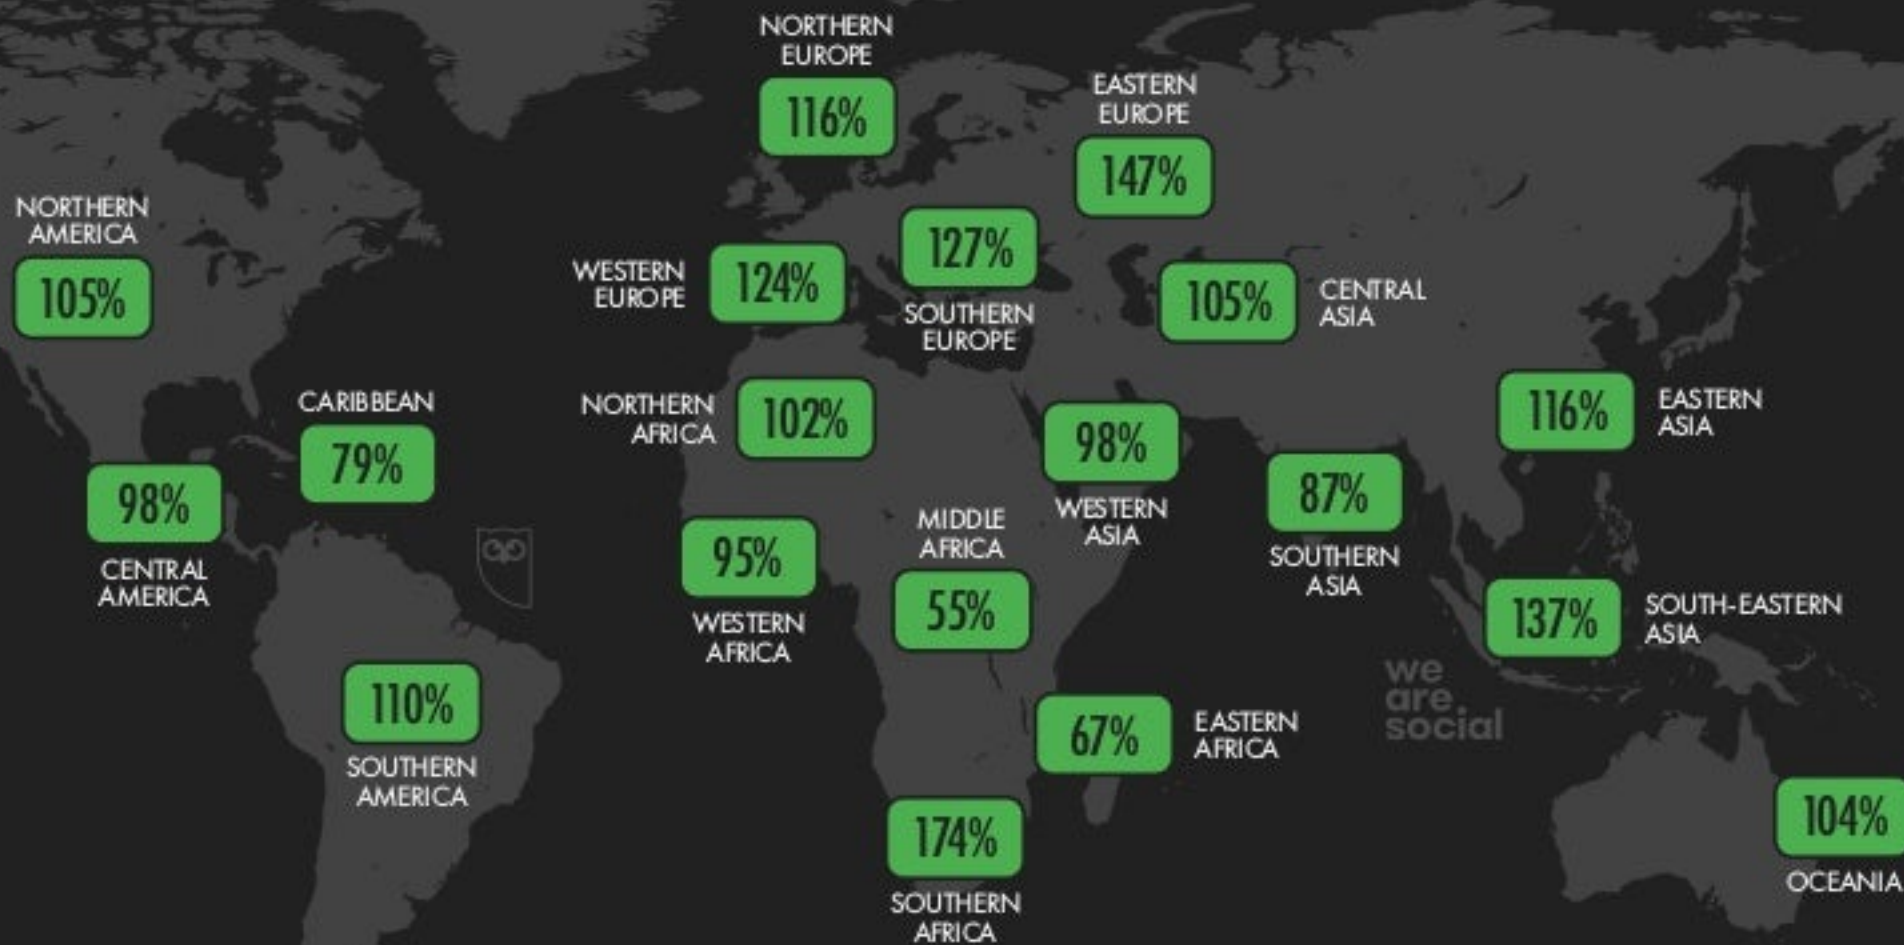 NORTHERN
EUROPE
116%
EASTERN
EUROPE
147%
NORTHERN
AMERICA
105%
WESTERN
EUROPE
124%
127%
SOUTHERN
EUROPE
105%
CENTRAL
ASIA
CARIBBEAN
79%
NORTHERN
AFRICA
102%
98%
WESTERN
ASIA
116%
EASTERN
ASIA
98%
CENTRAL
AMERICA
95%
WESTERN
AFRICA
MIDDLE
AFRICA
55%
87%
SOUTHERN
ASIA
137%
SOUTH-EASTERN
ASIA
110%
SOUTHERN
AMERICA
67%
EASTERN
AFRICA
we
are
social
174%
SOUTHERN
AFRICA
104%
OCEANIA